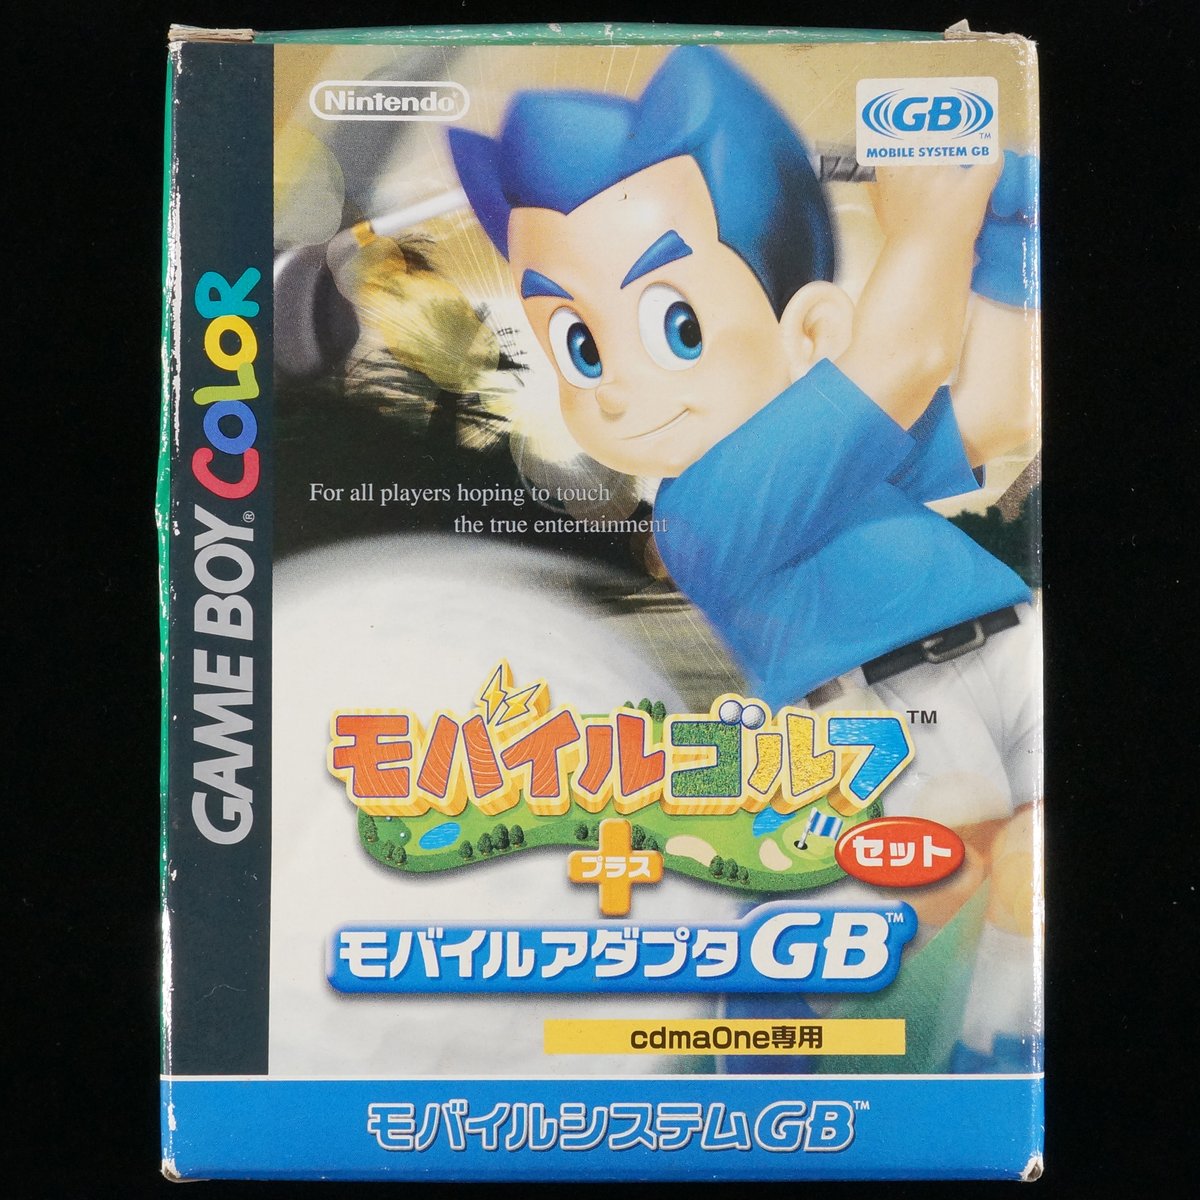 Nintendo®
GB™
MOBILE SYSTEM GB
GAME BOY® COLOR
For all players hoping to touch
the true entertainment
モバイルゴルフ™
プラス
セット
モバイルアダプタGB™
cdmaOne専用
モバイルシステムGB™